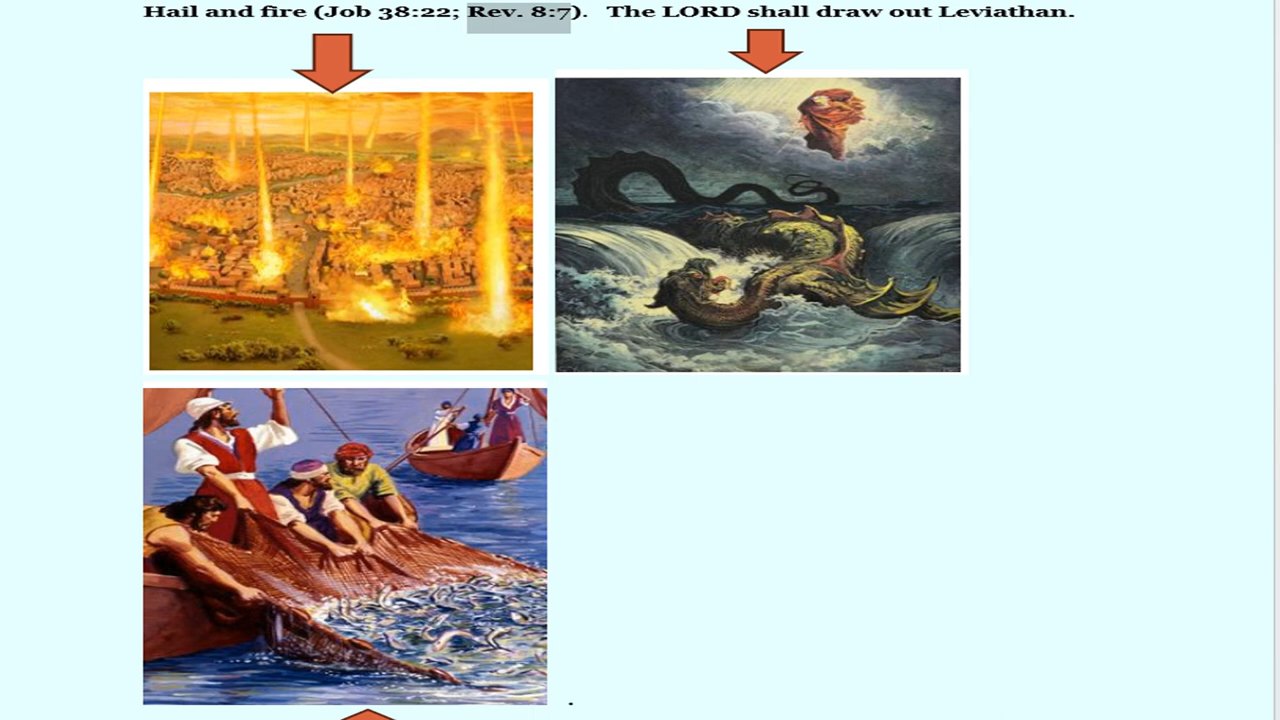 Hail and fire (Job 38:22; Rev. 8:7).   The LORD shall draw out Leviathan.
.